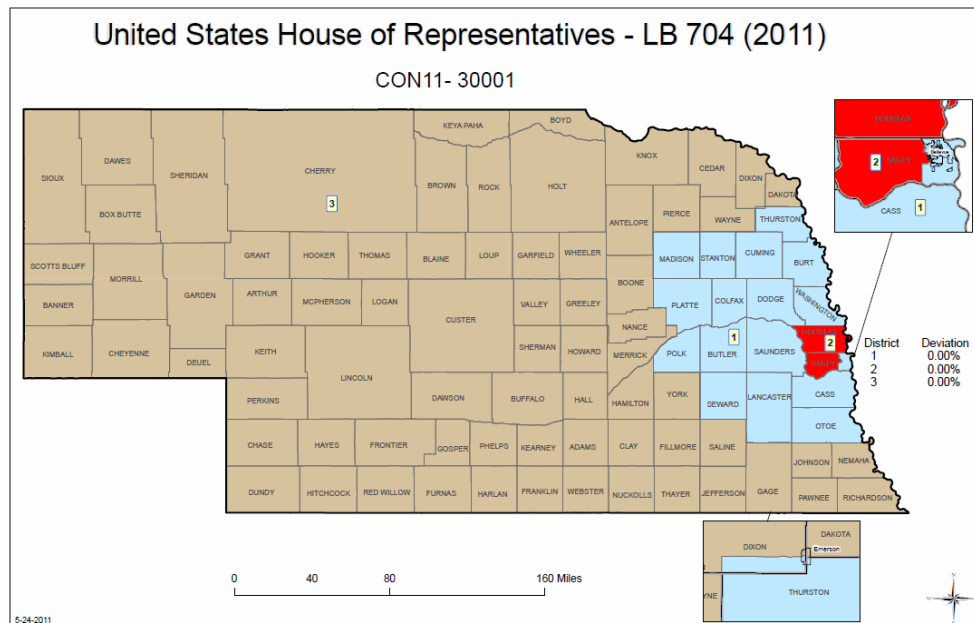 United States House of Representatives - LB 704 (2011)
CON11- 30001
KEYA PAHA
BOYD
SIOUX
DAWES
SHERIDAN
CHERRY
3
BROWN
ROCK
HOLT
KNOX
CEDAR
DIXON
DAKOTA
BOX BUTTE
ANTELOPE
PIERCE
WAYNE
THURSTON
SCOTTS BLUFF
MORRILL
GARDEN
GRANT
HOOKER
THOMAS
BLAINE
LOUP
GARFIELD
WHEELER
MADISON
STANTON
CUMING
BURT
BANNER
ARTHUR
MCPHERSON
LOGAN
CUSTER
VALLEY
GREELEY
BOONE
PLATTE
COLFAX
DODGE
WASHINGTON
KIMBALL
CHEYENNE
DEUEL
KEITH
LINCOLN
SHERMAN
HOWARD
NANCE
MERRICK
POLK
1
BUTLER
SAUNDERS
DOUGLAS
2
SARPY
PERKINS
DAWSON
BUFFALO
HALL
HAMILTON
YORK
SEWARD
LANCASTER
CASS
OTOE
CHASE
HAYES
FRONTIER
GOSPER
PHELPS
KEARNEY
ADAMS
CLAY
FILLMORE
SALINE
JOHNSON
NEMAHA
DUNDY
HITCHCOCK
RED WILLOW
FURNAS
HARLAN
FRANKLIN
WEBSTER
NUCKOLLS
THAYER
JEFFERSON
GAGE
PAWNEE
RICHARDSON
DOUGLAS
2
SARPY
Bellevue
CASS
1
District Deviation
1 0.00%
2 0.00%
3 0.00%
DIXON
DAKOTA
Emerson
YNE
THURSTON
0 40 80 160 Miles
5-24-2011